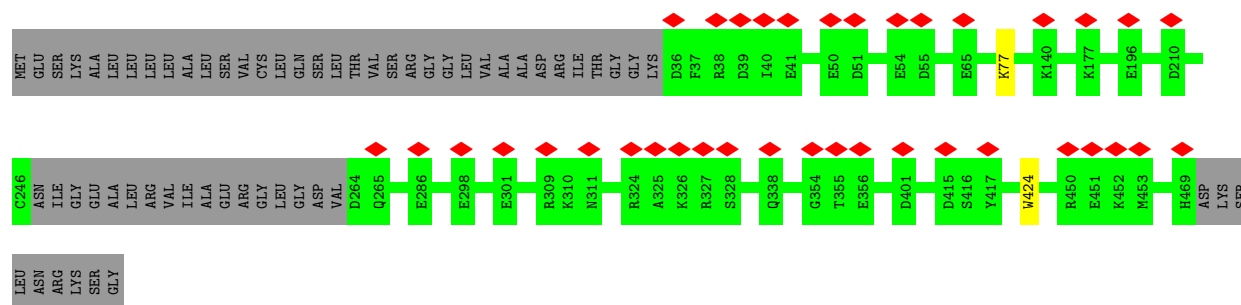 MET GLU SER LYS ALA LEU LEU LEU LEU ALA LEU SER VAL CYS LEU GLN SER LEU THR VAL SER ARG GLY GLY LEU VAL ALA ALA ASP ARG ILE THR GLY GLY LYS D36 F37 R38 D39 I40 E41 E50 D51 E54 D55 E65 K77 K140 K177 E196 D210
C246 ASN ILE GLY GLU ALA LEU ARG VAL ILE ALA GLU ARG GLY LEU GLY ASP VAL D264 Q265 E286 E298 E301 R309 K310 N311 R324 A325 K326 R327 S328 Q338 G354 T355 E356 D401 D415 S416 Y417 W424 R450 E451 K452 M453 H469 ASP LYS SER
LEU ASN ARG LYS SER GLY